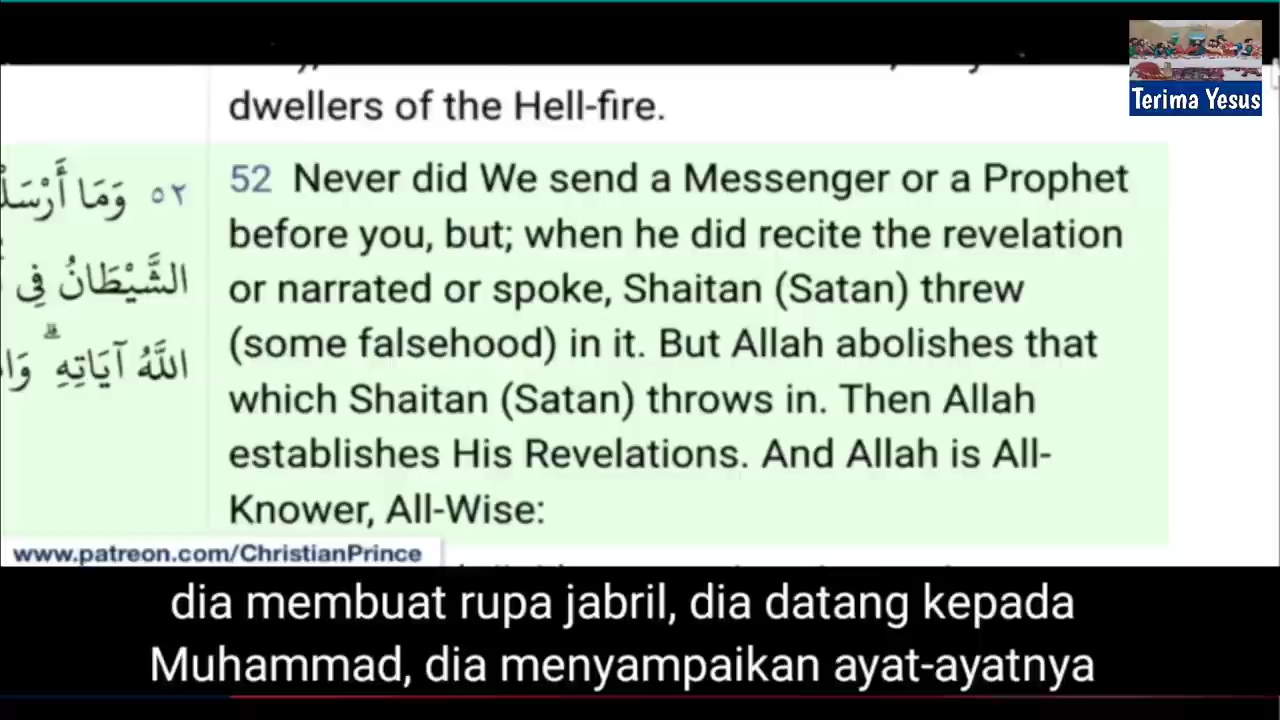 Terima Yesus
dwellers of the Hell-fire.
٥٢ وَمَا أَرْسَلْ
الشَّيْطَانُ فِي
اللَّهُ آيَاتِهِ ۗ وَا
52 Never did We send a Messenger or a Prophet
before you, but; when he did recite the revelation
or narrated or spoke, Shaitan (Satan) threw
(some falsehood) in it. But Allah abolishes that
which Shaitan (Satan) throws in. Then Allah
establishes His Revelations. And Allah is All-
Knower, All-Wise:
www.patreon.com/ChristianPrince
dia membuat rupa jabril, dia datang kepada
Muhammad, dia menyampaikan ayat-ayatnya